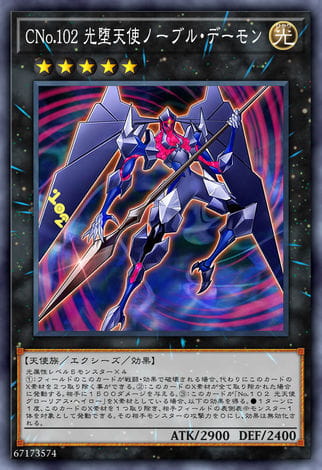 CNo.102 光堕天使ノーブル・デーモン
光
102
【天使族/エクシーズ/効果】
光属性レベル5モンスター×4
①:フィールドのこのカードが戦闘・効果で破壊される場合、代わりにこのカードの
X素材を2つ取り除く事ができる。②:このカードのX素材が全て取り除かれた場合
に発動する。相手に1500ダメージを与える。③:このカードが「No.102 光天使
グローリアス・ヘイロー」をX素材としている場合、以下の効果を得る。●1ターンに1
度、このカードのX素材を1つ取り除き、相手フィールドの表側表示モンスター1
体を対象として発動できる。その相手モンスターの攻撃力を0にし、効果は無効化さ
れる。
ATK/2900 DEF/2400
67173574